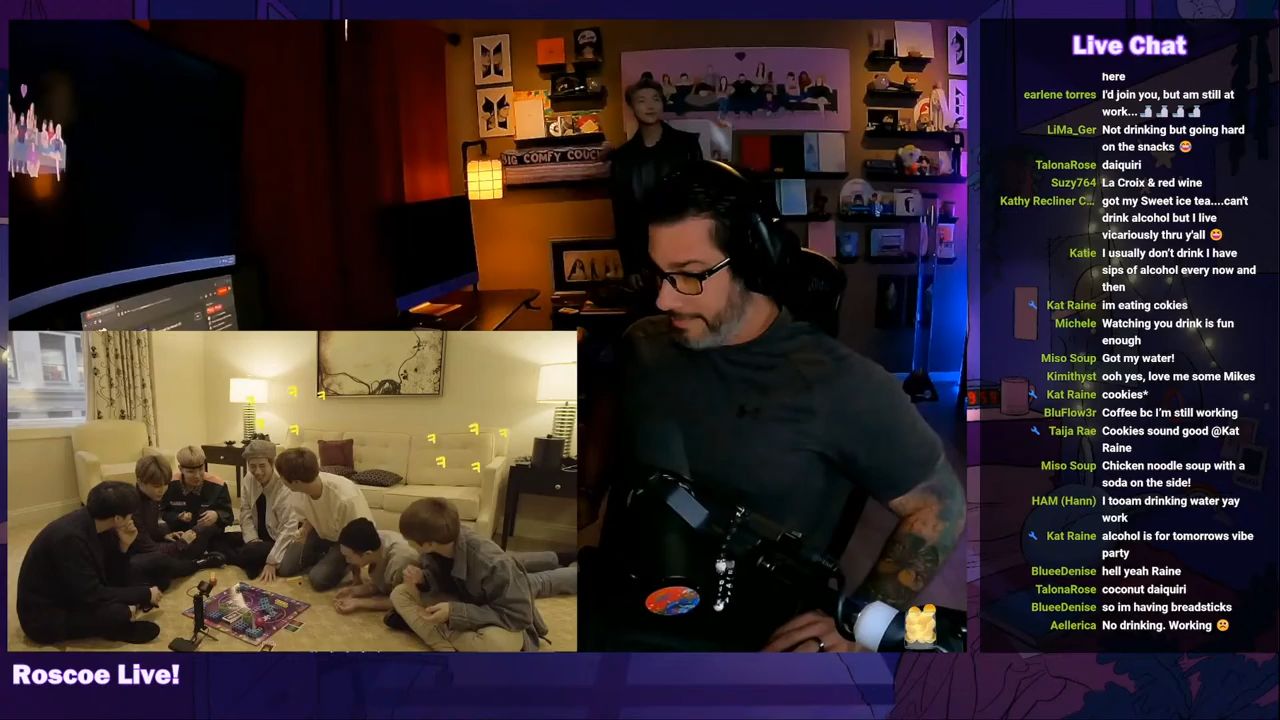 Live Chat
here
earlene torres I'd join you, but am still at
work...
LiMa_Ger Not drinking but going hard
on the snacks
TalonaRose daiquiri
Suzy764 La Croix & red wine
Kathy Recliner C... got my Sweet ice tea....can't
drink alcohol but I live
vicariously thru y'all
Katie I usually don't drink I have
sips of alcohol every now and
then
Kat Raine im eating cokies
Michele Watching you drink is fun
enough
Miso Soup Got my water!
Kimithyst ooh yes, love me some Mikes
Kat Raine cookies*
BluFlow3r Coffee bc I'm still working
Taija Rae Cookies sound good @Kat
Raine
Miso Soup Chicken noodle soup with a
soda on the side!
HAM (Hann) I tooam drinking water yay
work
Kat Raine alcohol is for tomorrows vibe
party
BlueeDenise hell yeah Raine
TalonaRose coconut daiquiri
BlueeDenise so im having breadsticks
Aellerica No drinking. Working
BIG COMFY COUCH
ㅋ ㅋ ㅋ ㅋ ㅋ
ㅋ ㅋ ㅋ ㅋ ㅋ
Roscoe Live!